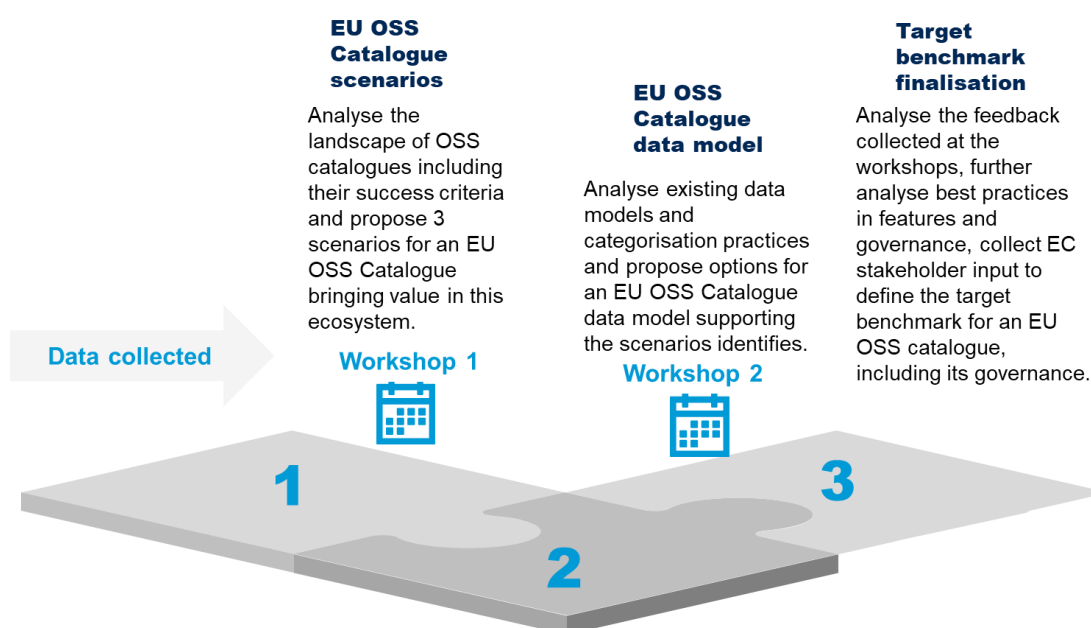 EU OSS
Catalogue
scenarios
Analyse the
landscape of OSS
catalogues including
their success criteria
and propose 3
scenarios for an EU
OSS Catalogue
bringing value in this
ecosystem.
Workshop 1
EU OSS
Catalogue
data model
Analyse existing data
models and
categorisation practices
and propose options for
an EU OSS Catalogue
data model supporting
the scenarios identifies.
Workshop 2
Target
benchmark
finalisation
Analyse the feedback
collected at the
workshops, further
analyse best practices
in features and
governance, collect EC
stakeholder input to
define the target
benchmark for an EU
OSS catalogue,
including its governance.
Data collected
1
2
3